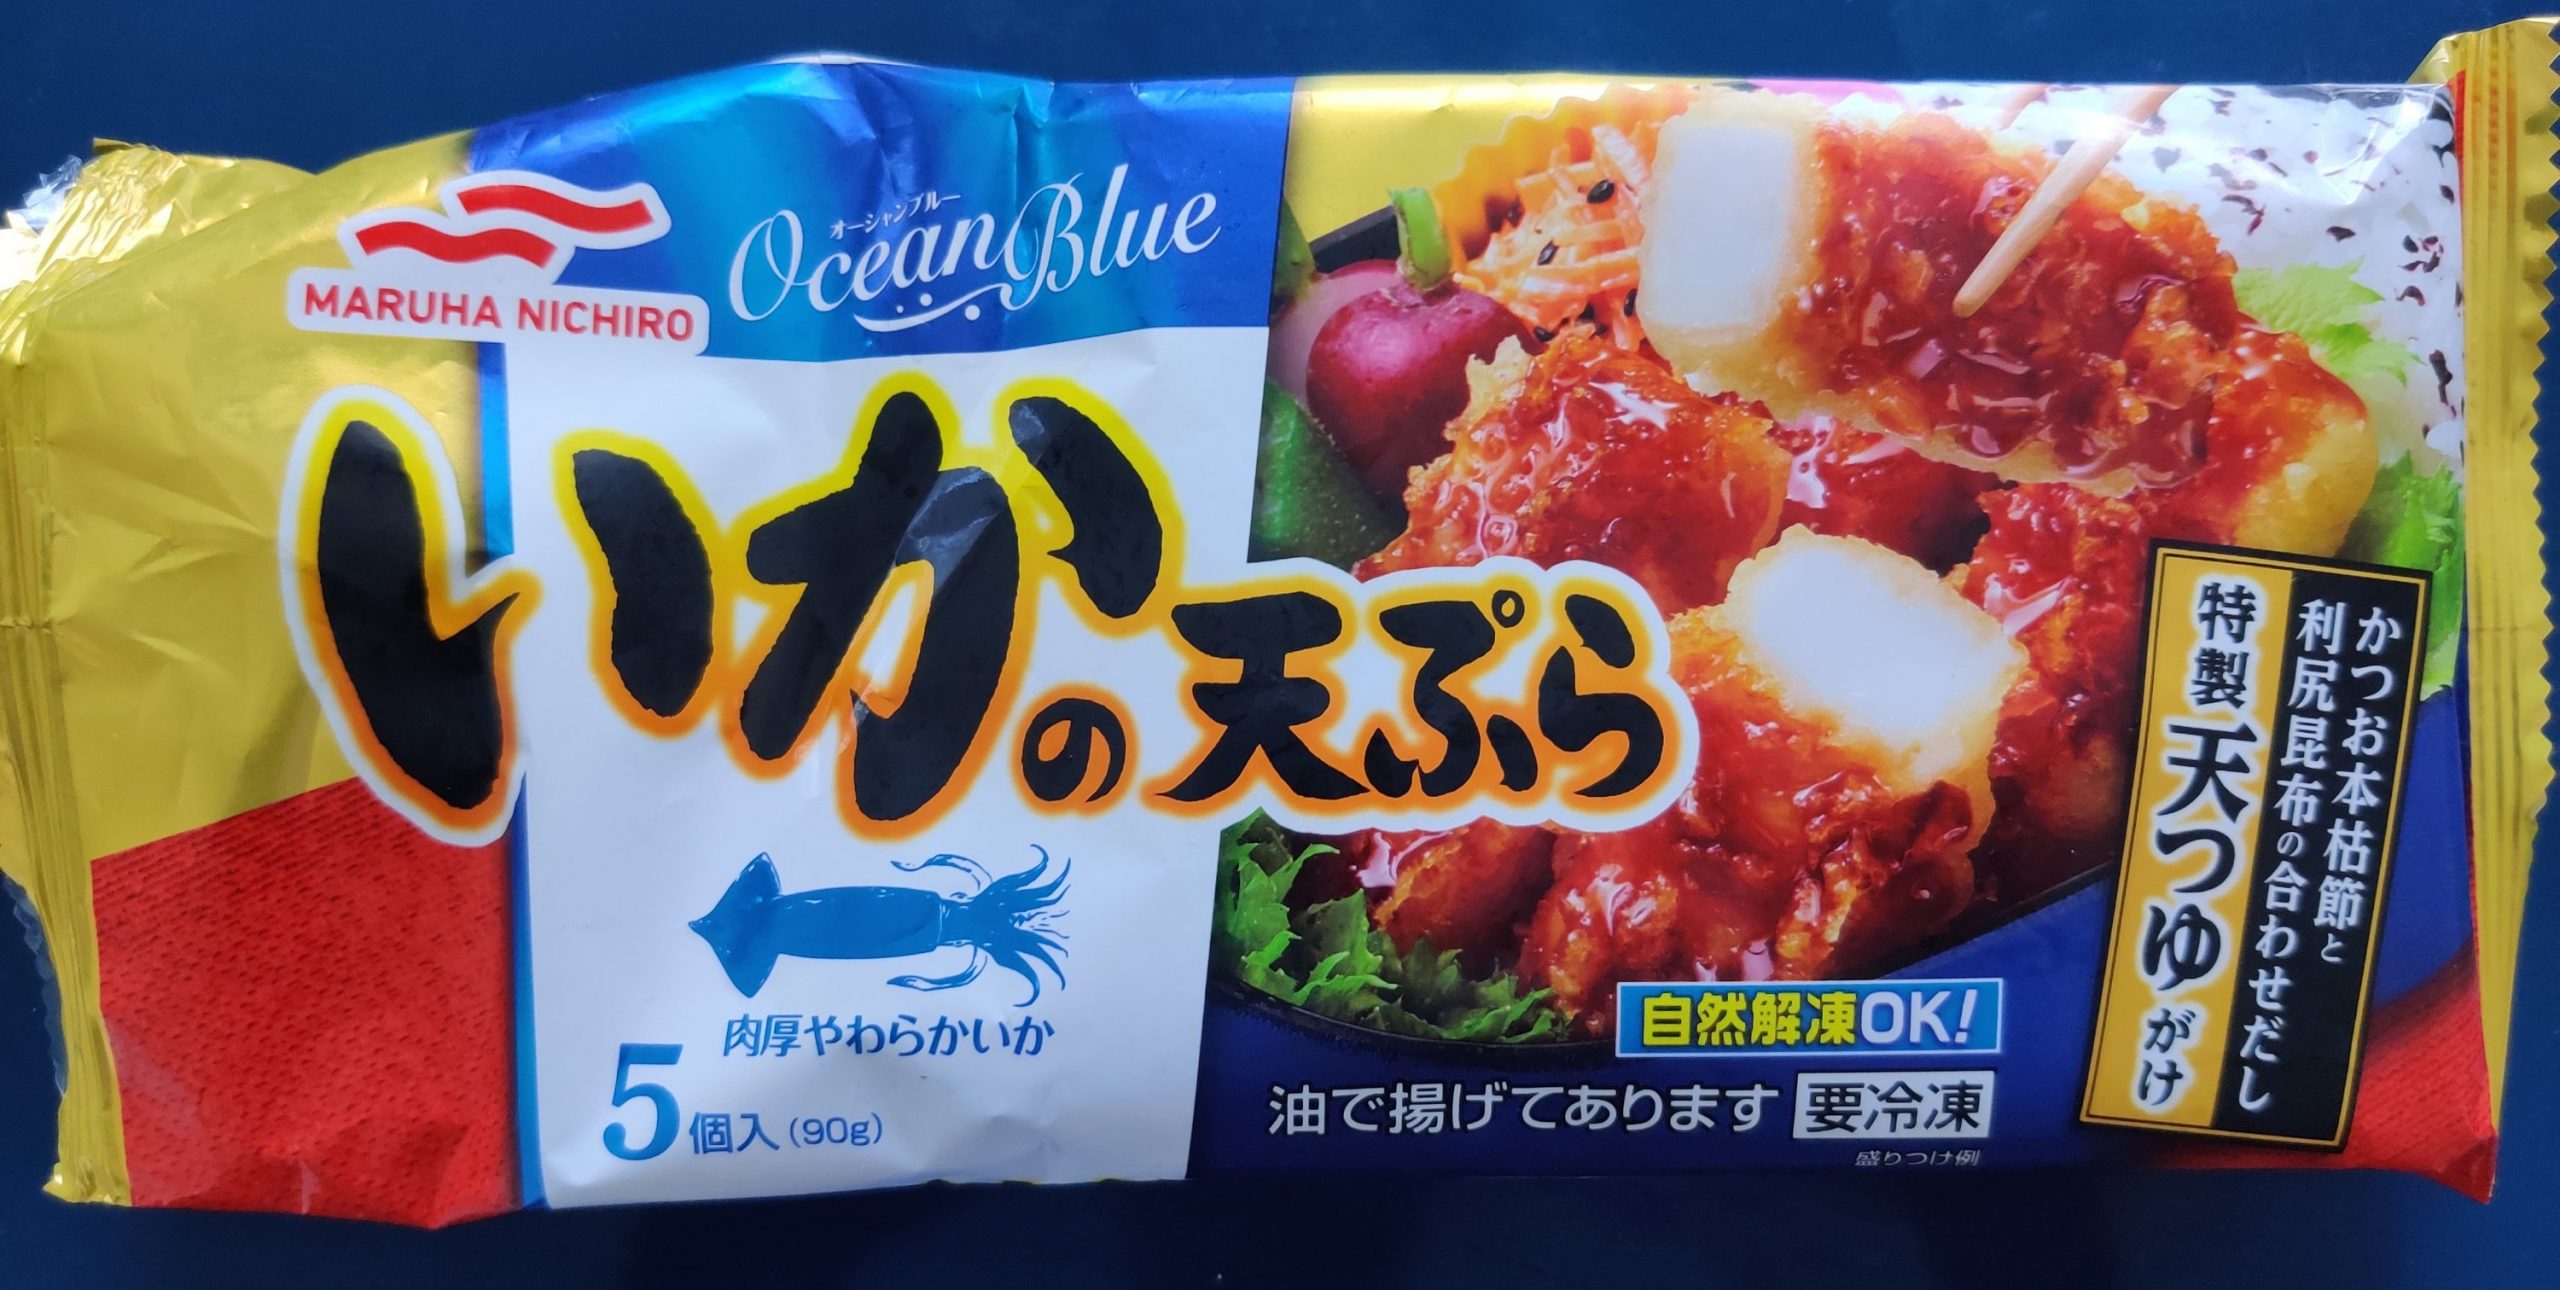 MARUHA NICHIRO
オーシャンブルー
OceanBlue
いかの天ぷら
肉厚やわらかいか
5個入(90g)
かつお本枯節と
利尻昆布の合わせだし
特製天つゆがけ
自然解凍OK!
油で揚げてあります 要冷凍
盛りつけ例